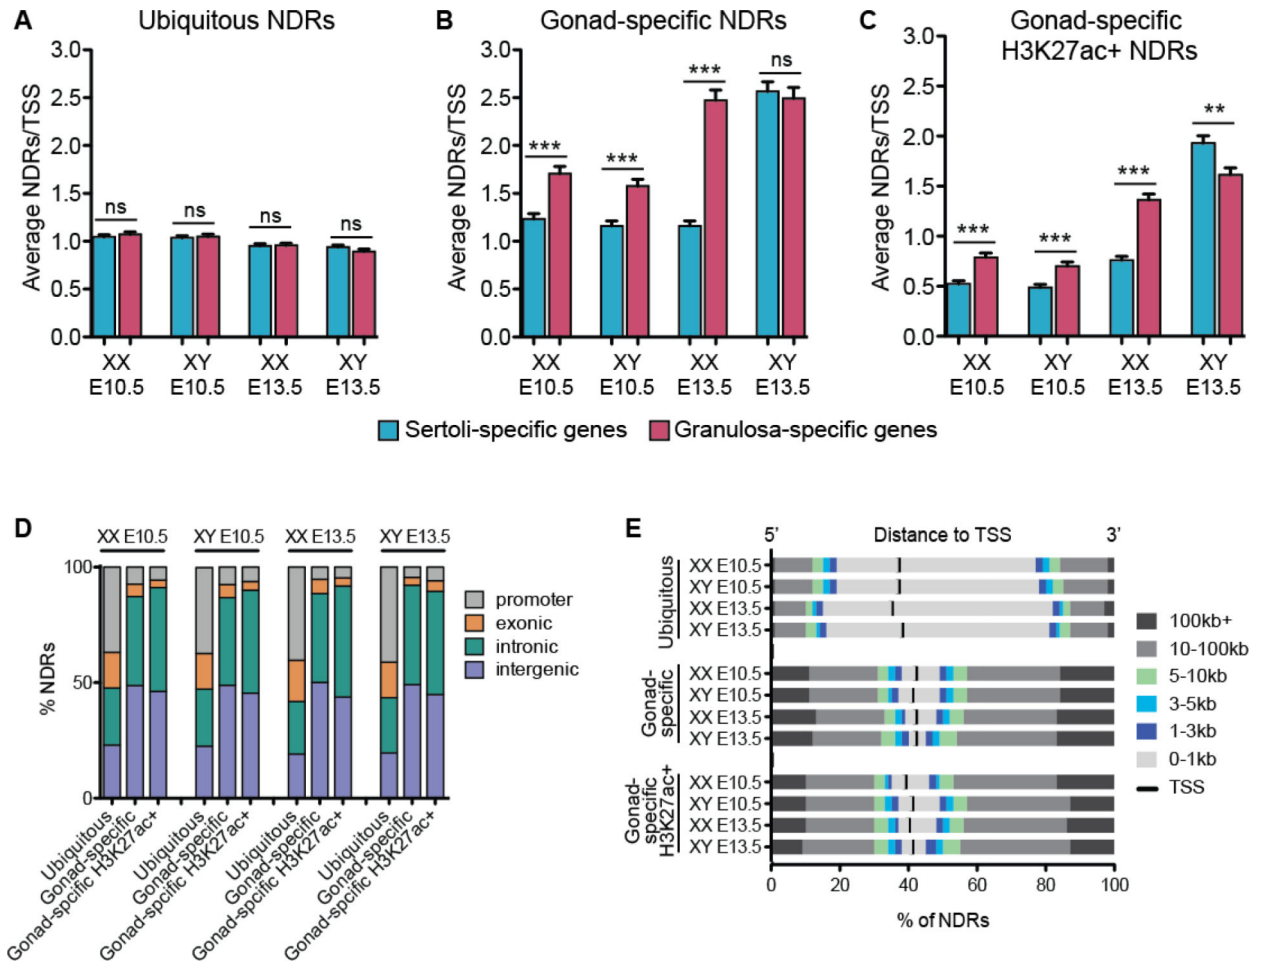 A Ubiquitous NDRs
Average NDRs/TSS
3.0
2.5
2.0
1.5
1.0
0.5
0.0
ns
ns
ns
ns
XX XY XX XY
E10.5 E10.5 E13.5 E13.5
B Gonad-specific NDRs
Average NDRs/TSS
3.0
2.5
2.0
1.5
1.0
0.5
0.0
***
***
***
ns
XX XY XX XY
E10.5 E10.5 E13.5 E13.5
C Gonad-specific
H3K27ac+ NDRs
Average NDRs/TSS
3.0
2.5
2.0
1.5
1.0
0.5
0.0
***
***
***
**
XX XY XX XY
E10.5 E10.5 E13.5 E13.5
Sertoli-specific genes Granulosa-specific genes
D
XX E10.5 XY E10.5 XX E13.5 XY E13.5
% NDRs
100
50
0
Ubiquitous
Gonad-specific
Gonad-spcific H3K27ac+
Ubiquitous
Gonad-specific
Gonad-spcific H3K27ac+
Ubiquitous
Gonad-specific
Gonad-spcific H3K27ac+
Ubiquitous
Gonad-specific
Gonad-spcific H3K27ac+
promoter
exonic
intronic
intergenic
E
5’ Distance to TSS 3’
Ubiquitous
XX E10.5
XY E10.5
XX E13.5
XY E13.5
Gonad-
specific
XX E10.5
XY E10.5
XX E13.5
XY E13.5
Gonad-
specific
H3K27ac+
XX E10.5
XY E10.5
XX E13.5
XY E13.5
0 20 40 60 80 100
% of NDRs
100kb+
10-100kb
5-10kb
3-5kb
1-3kb
0-1kb
TSS